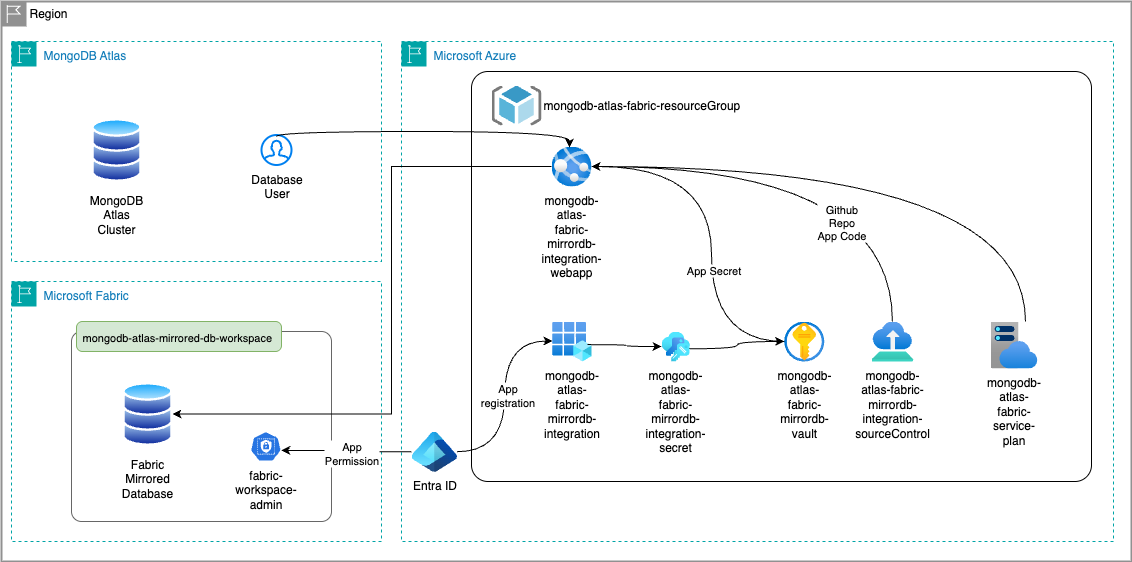 Region
MongoDB Atlas
MongoDB
Atlas
Cluster
Database
User
Microsoft Azure
mongodb-atlas-fabric-resourceGroup
mongodb-
atlas-
fabric-
mirrordb-
integration-
webapp
Github
Repo
App Code
App Secret
Microsoft Fabric
mongodb-atlas-mirrored-db-workspace
Fabric
Mirrored
Database
fabric-
workspace-
admin
App
Permission
Entra ID
App
registration
mongodb-
atlas-
fabric-
mirrordb-
integration
mongodb-
atlas-
fabric-
mirrordb-
integration-
secret
mongodb-
atlas-
fabric-
mirrordb-
vault
mongodb-
atlas-fabric-
mirrordb-
integration-
sourceControl
mongodb-
atlas-
fabric-
service-
plan